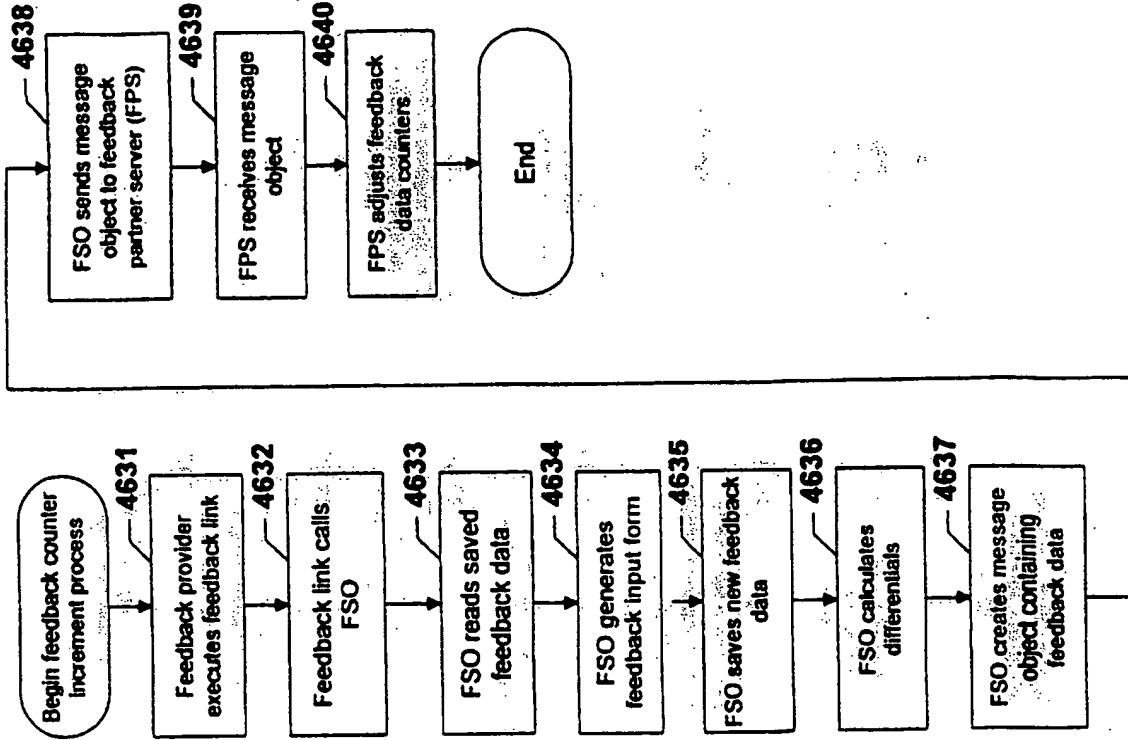 Begin feedback counter
increment process
4631
Feedback provider
executes feedback link
4632
Feedback link calls
FSO
4633
FSO reads saved
feedback data
4634
FSO generates
feedback input form
4635
FSO saves new feedback
data
4636
FSO calculates
differentials
4637
FSO creates message
object containing
feedback data
4638
FSO sends message
object to feedback
partner server (FPS)
4639
FPS receives message
object
4640
FPS adjusts feedback
data counters
End